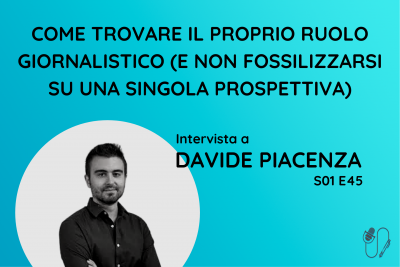 COME TROVARE IL PROPRIO RUOLO
GIORNALISTICO (E NON FOSSILIZZARSI
SU UNA SINGOLA PROSPETTIVA)
Intervista a
DAVIDE PIACENZA
S01 E45